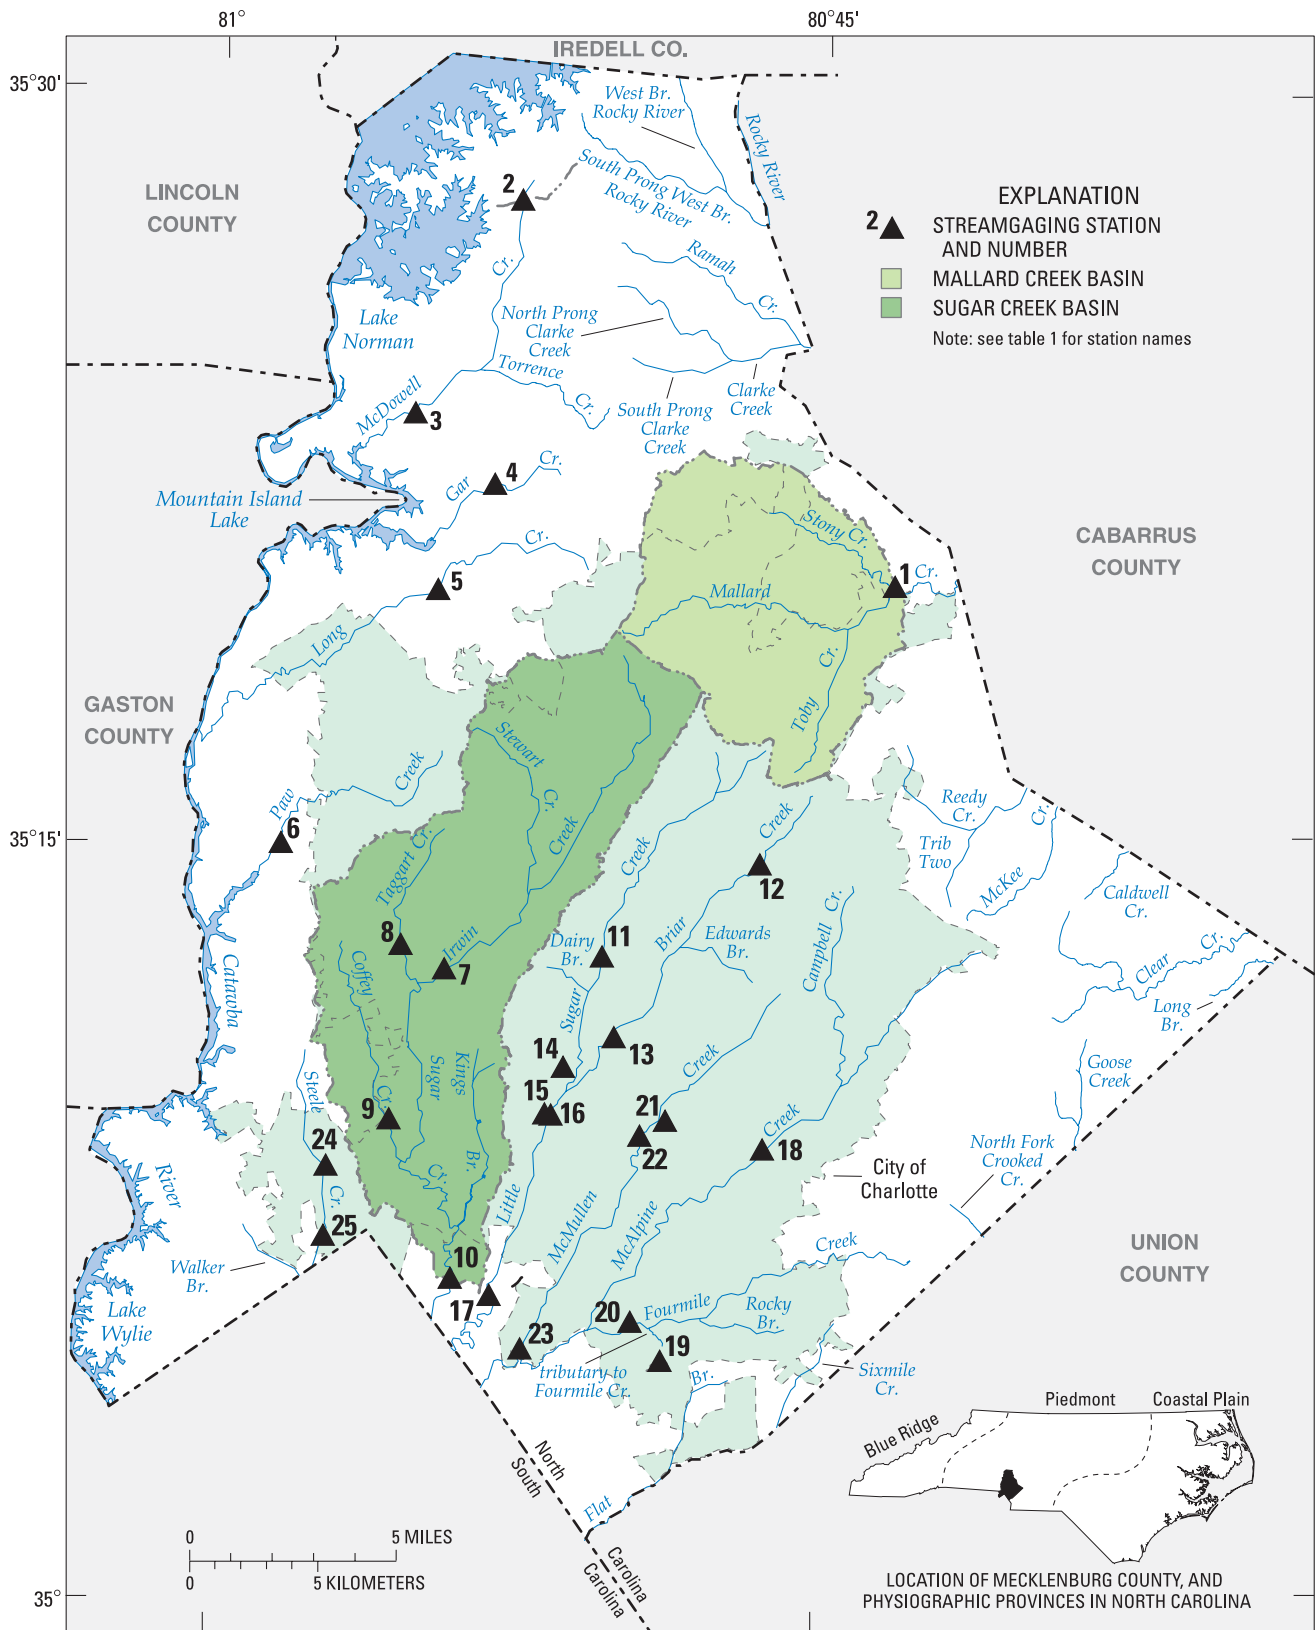 81°
80°45'
35°30'
IREDELL CO.
West Br.
Rocky River
Rocky River
South Prong West Br.
Rocky River
LINCOLN
COUNTY
2
EXPLANATION
2
STREAMGAGING STATION
AND NUMBER
MALLARD CREEK BASIN
SUGAR CREEK BASIN
Note: see table 1 for station names
Ramah
Cr.
Cr.
North Prong
Clarke
Creek
Lake
Norman
Torrence
Cr.
Clarke
Creek
South Prong
Clarke
Creek
McDowell
3
4
Gar
Cr.
Mountain Island
Lake
Stony Cr.
CABARRUS
COUNTY
Cr.
5
1
Cr.
Mallard
Long
Cr.
Toby
GASTON
COUNTY
Stewart
Cr.
Creek
Creek
Paw
6
35°15'
Creek
Creek
Reedy
Cr.
Cr.
Trib
Two
McKee
Caldwell
Cr.
12
Taggart Cr.
8
Irwin
7
Coffey
Dairy
Br.
11
Briar
Edwards
Br.
Campbell Cr.
Cr.
Clear
Long
Br.
Catawba
Sugar
13
14
15
16
Creek
Goose
Creek
Steele
Sugar
Kings
9
Cr.
21
22
Creek
18
North Fork
Crooked
Cr.
City of
Charlotte
24
Cr.
25
River
Cr.
Br.
Little
McMullen
McAlpine
Creek
UNION
COUNTY
Walker
Br.
10
17
Lake
Wylie
20
Fourmile
Rocky
Br.
23
19
tributary to
Fourmile Cr.
Br.
Sixmile
Cr.
Piedmont
Coastal Plain
Blue Ridge
North
South
Flat
Carolina
Carolina
0
5 MILES
0
5 KILOMETERS
35°
LOCATION OF MECKLENBURG COUNTY, AND
PHYSIOGRAPHIC PROVINCES IN NORTH CAROLINA